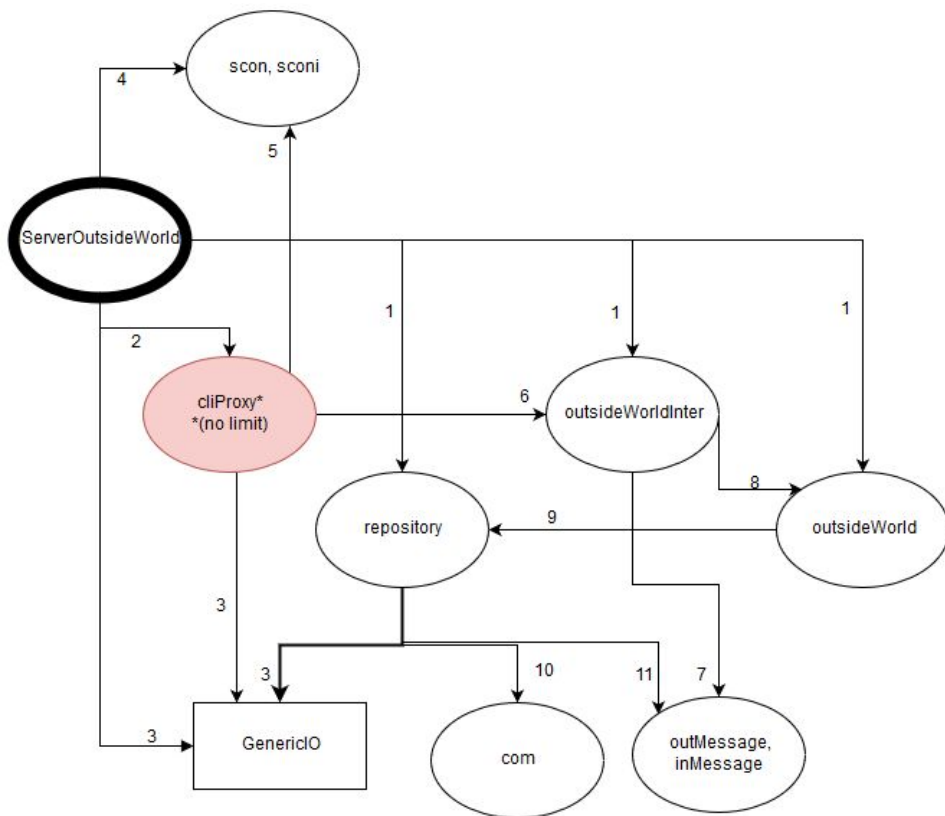 scon, sconi
4
5
ServerOutsideWorld
2
1
1
1
cliProxy*
*(no limit)
6
outsideWorldInter
8
repository
9
outsideWorld
3
3
10
11
7
3
GenericIO
com
outMessage,
inMessage